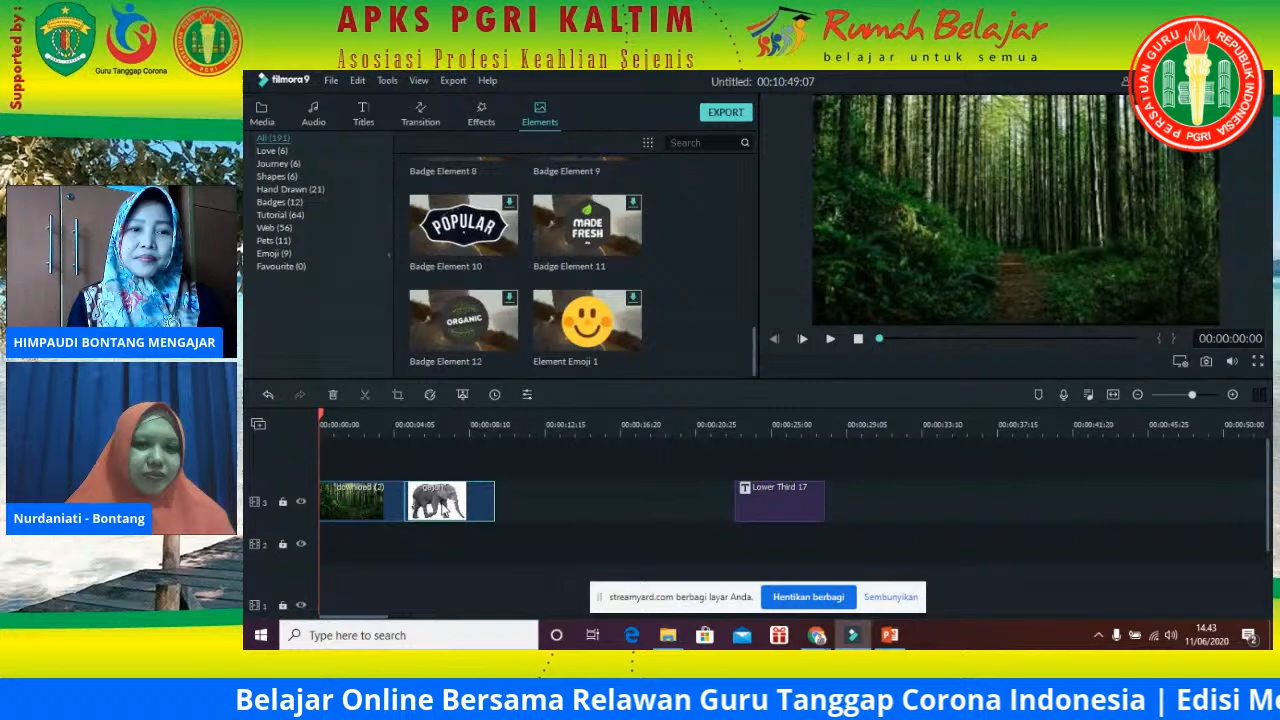 Supported by :
Guru Tanggap Corona
APKS PGRI KALTIM
Asosiasi Profesi Keahlian Sejenis
Rumah Belajar
belajar untuk semua
PERSATUAN GURU REPUBLIK INDONESIA
PGRI
filmora9 File Edit Tools View Export Help Untitled: 00:10:49:07
Media Audio Titles Transition Effects Elements EXPORT
All (191)
Love (6)
Journey (6)
Shapes (6)
Hand Drawn (21)
Badges (12)
Tutorial (64)
Web (56)
Pets (11)
Emoji (9)
Favourite (0)
Search
Badge Element 8 Badge Element 9
POPULAR MADE FRESH
Badge Element 10 Badge Element 11
ORGANIC
Badge Element 12 Element Emoji 1
00:00:00:00
HIMPAUDI BONTANG MENGAJAR
Nurdaniati - Bontang
00:00:00:00 00:00:04:05 00:00:08:10 00:00:12:15 00:00:16:20 00:00:20:25 00:00:25:00 00:00:29:05 00:00:33:10 00:00:37:15 00:00:41:20 00:00:45:25 00:00:50:00
download (2) T Lower Third 17
3
2
1
streamyard.com berbagi layar Anda. Hentikan berbagi Sembunyikan
Type here to search
14.43
11/06/2020
2
Belajar Online Bersama Relawan Guru Tanggap Corona Indonesia | Edisi